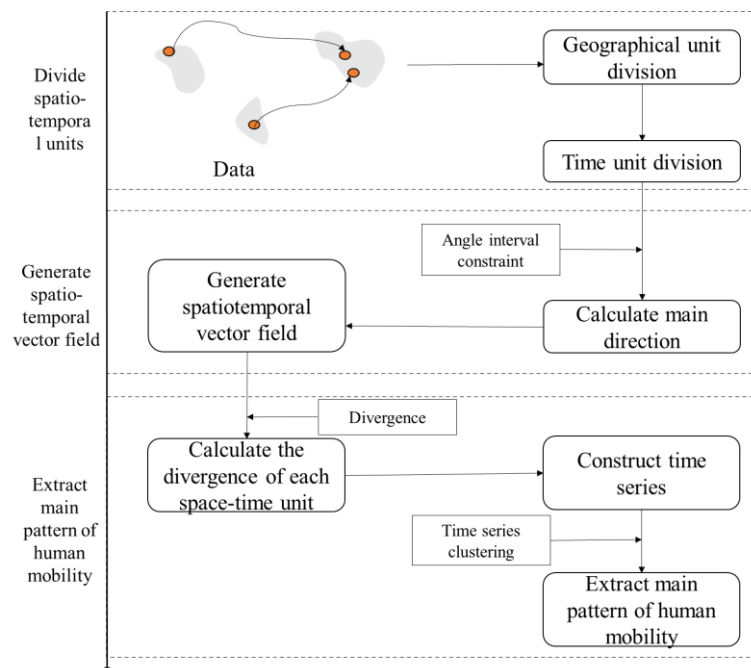 Divide
spatio-
tempora
l units
Data
Geographical unit
division
Time unit division
Generate
spatio-
temporal
vector field
Angle interval
constraint
Generate
spatiotemporal
vector field
Calculate main
direction
Extract
main
pattern of
human
mobility
Divergence
Calculate the
divergence of each
space-time unit
Construct time
series
Time series
clustering
Extract main
pattern of human
mobility